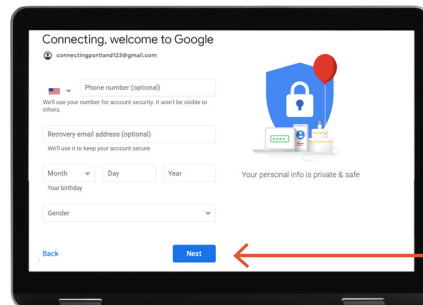 Connecting, welcome to Google
connectingportland123@gmail.com
Phone number (optional)
We'll use your number for account security. It won't be visible to
others.
Recovery email address (optional)
We'll use it to keep your account secure
Month Day Year
Your birthday
Your personal info is private & safe
Gender
Back Next